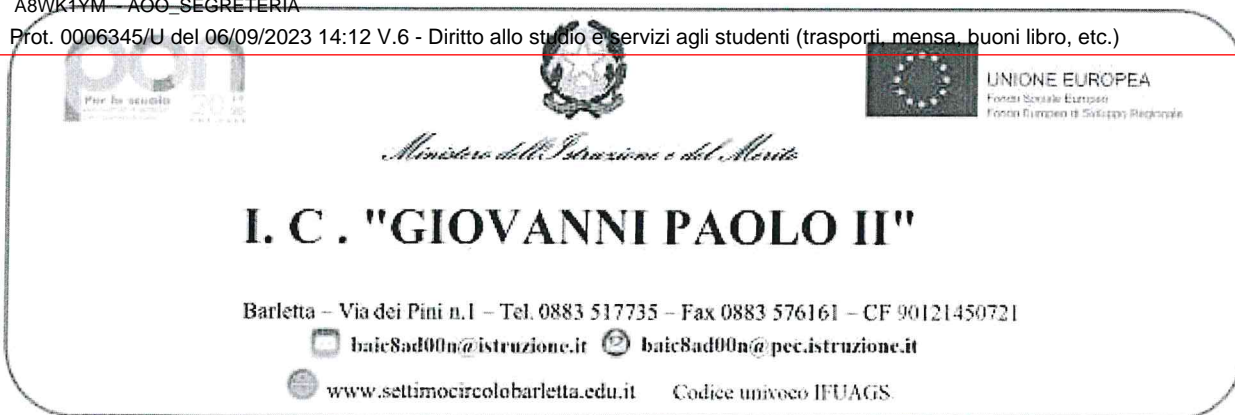 A8WK1YM - AOO_SEGRETERIA
Prot. 0006345/U del 06/09/2023 14:12 V.6 - Diritto allo studio e servizi agli studenti (trasporti, mensa, buoni libro, etc.)
pon
Per la scuola
UNIONE EUROPEA
Fondo Sociale Europeo
Fondo Europeo di Sviluppo Regionale
Ministero dell'Istruzione e del Merito
I. C . "GIOVANNI PAOLO II"
Barletta – Via dei Pini n.1 – Tel. 0883 517735 – Fax 0883 576161 – CF 90121450721
baic8ad00n@istruzione.it baic8ad00n@pec.istruzione.it
www.settimocircolobarletta.edu.it Codice univoco IFUAGS